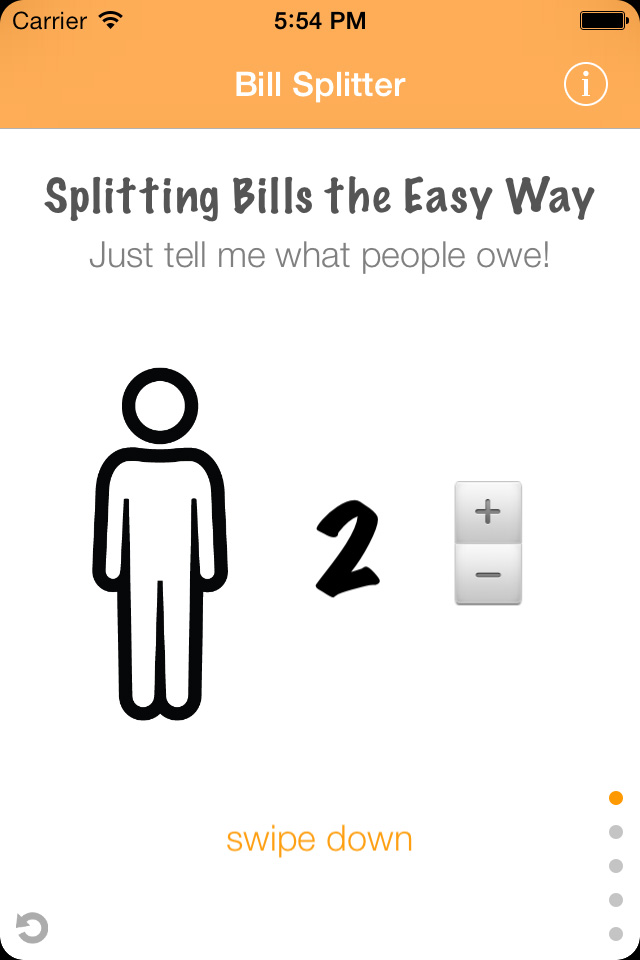 Carrier 5:54 PM
Bill Splitter
i
Splitting Bills the Easy Way
Just tell me what people owe!
+
2
−
swipe down